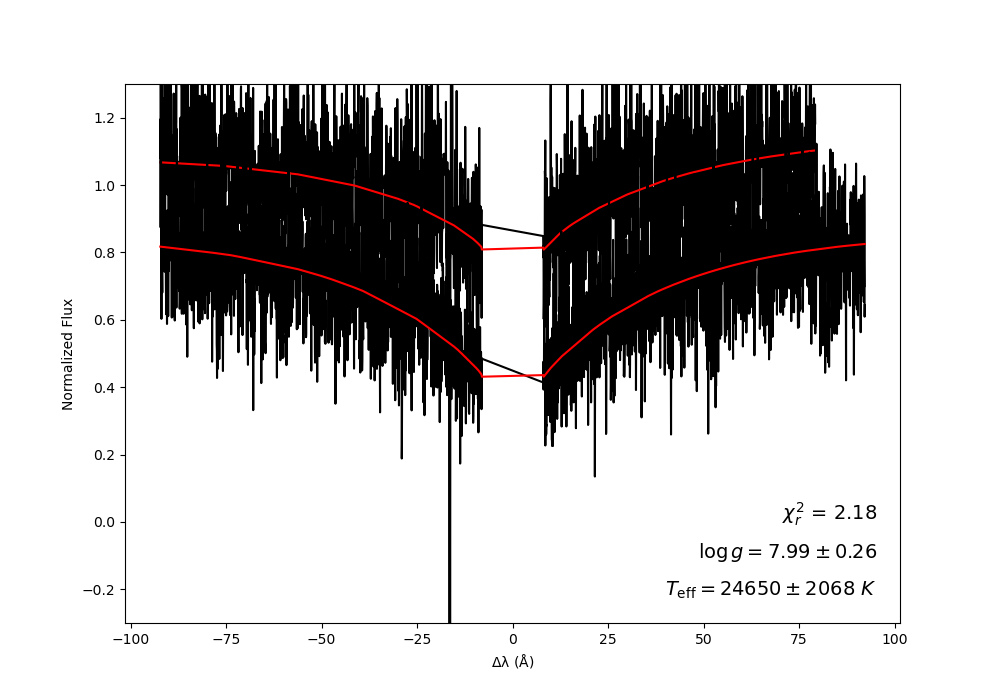 Normalized Flux
1.2
1.0
0.8
0.6
0.4
0.2
0.0
−0.2
χ²ᵣ = 2.18
log g = 7.99 ± 0.26
T_eff = 24650 ± 2068 K
−100 −75 −50 −25 0 25 50 75 100
Δλ (Å)